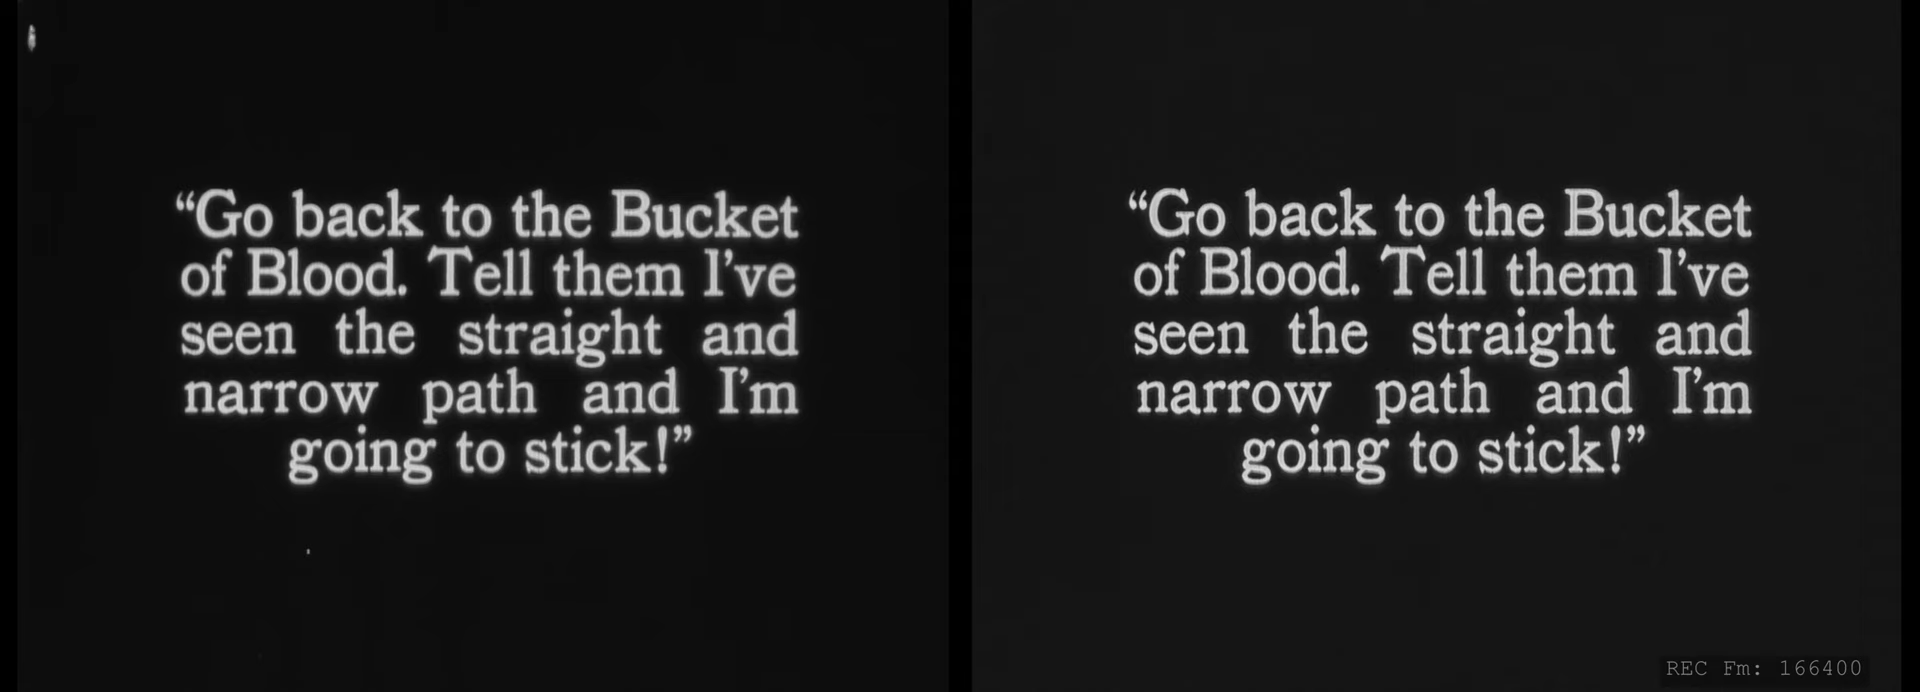 “Go back to the Bucket
of Blood. Tell them I’ve
seen the straight and
narrow path and I’m
going to stick!”
“Go back to the Bucket
of Blood. Tell them I’ve
seen the straight and
narrow path and I’m
going to stick!”
REC Fm: 166400